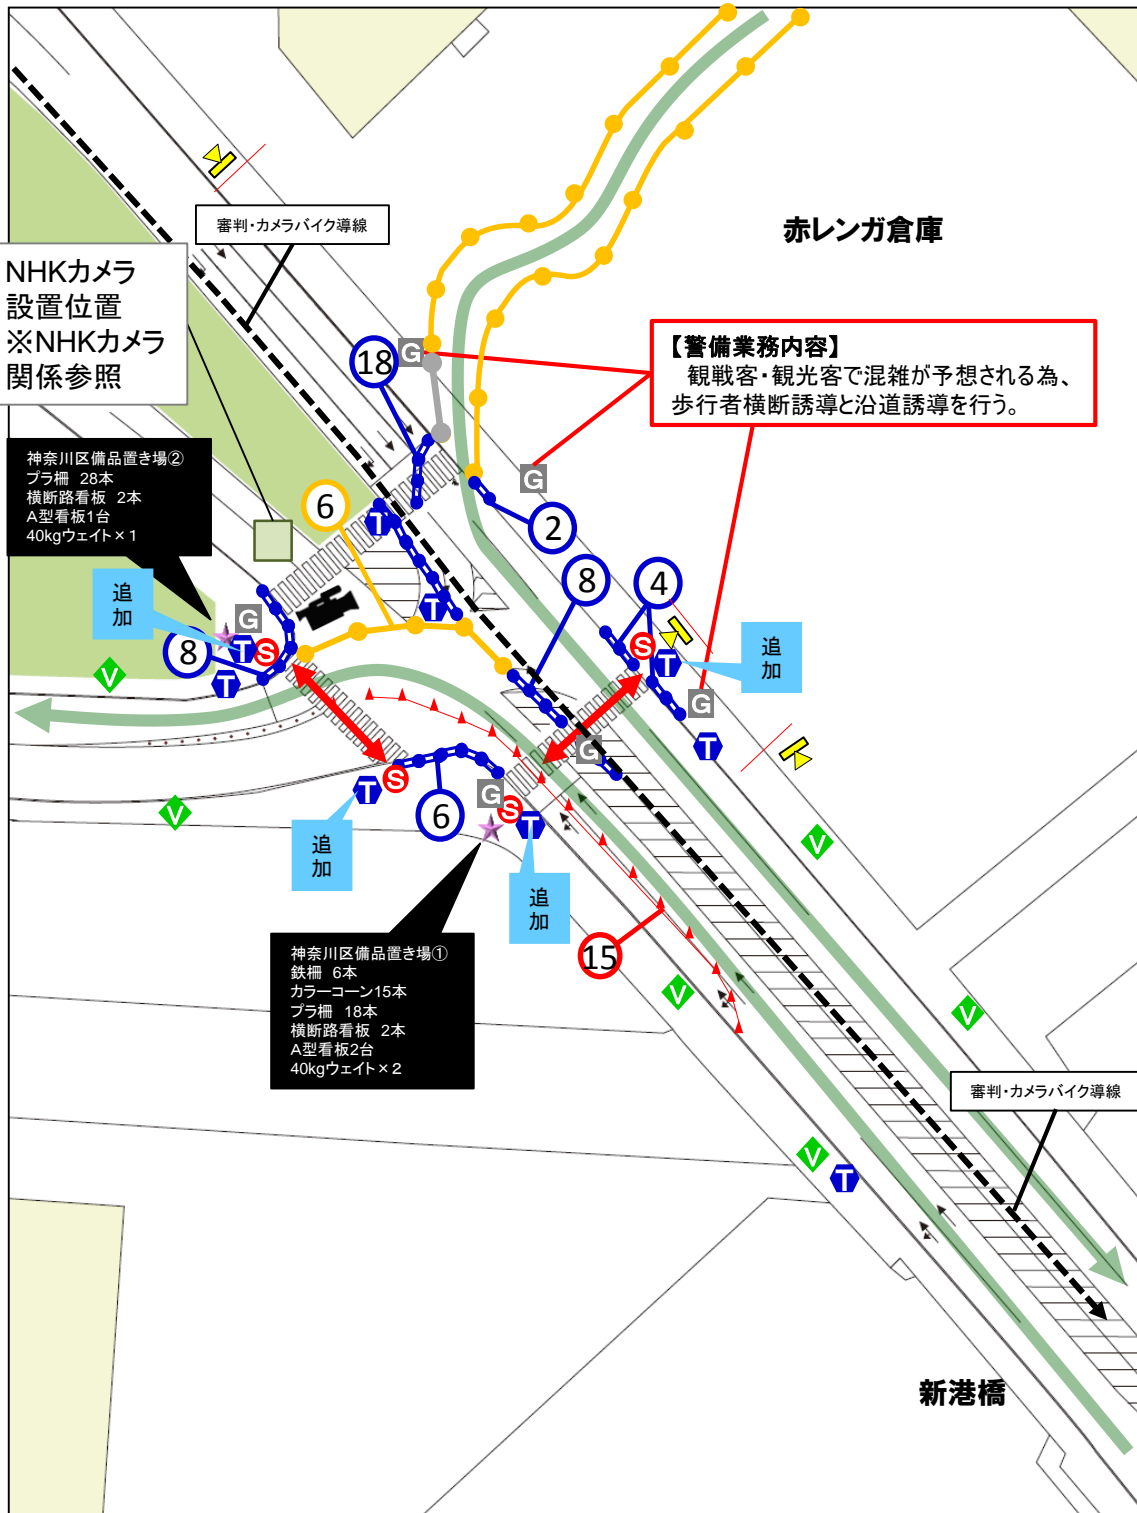 赤レンガ倉庫
審判・カメラバイク導線
NHKカメラ
設置位置
※NHKカメラ
関係参照
【警備業務内容】
観戦客・観光客で混雑が予想される為、
歩行者横断誘導と沿道誘導を行う。
G
18
神奈川区備品置き場②
プラ柵 28本
横断路看板 2本
A型看板1台
40kgウェイト×1
G
6
2
T
8
4
追
加
T
G
8
T
S
T
V
S
T
追
加
G
T
G
S
T
V
G
S
T
6
追
加
追
加
V
15
神奈川区備品置き場①
鉄柵 6本
カラーコーン15本
プラ柵 18本
横断路看板 2本
A型看板2台
40kgウェイト×2
V
V
審判・カメラバイク導線
V
T
新港橋